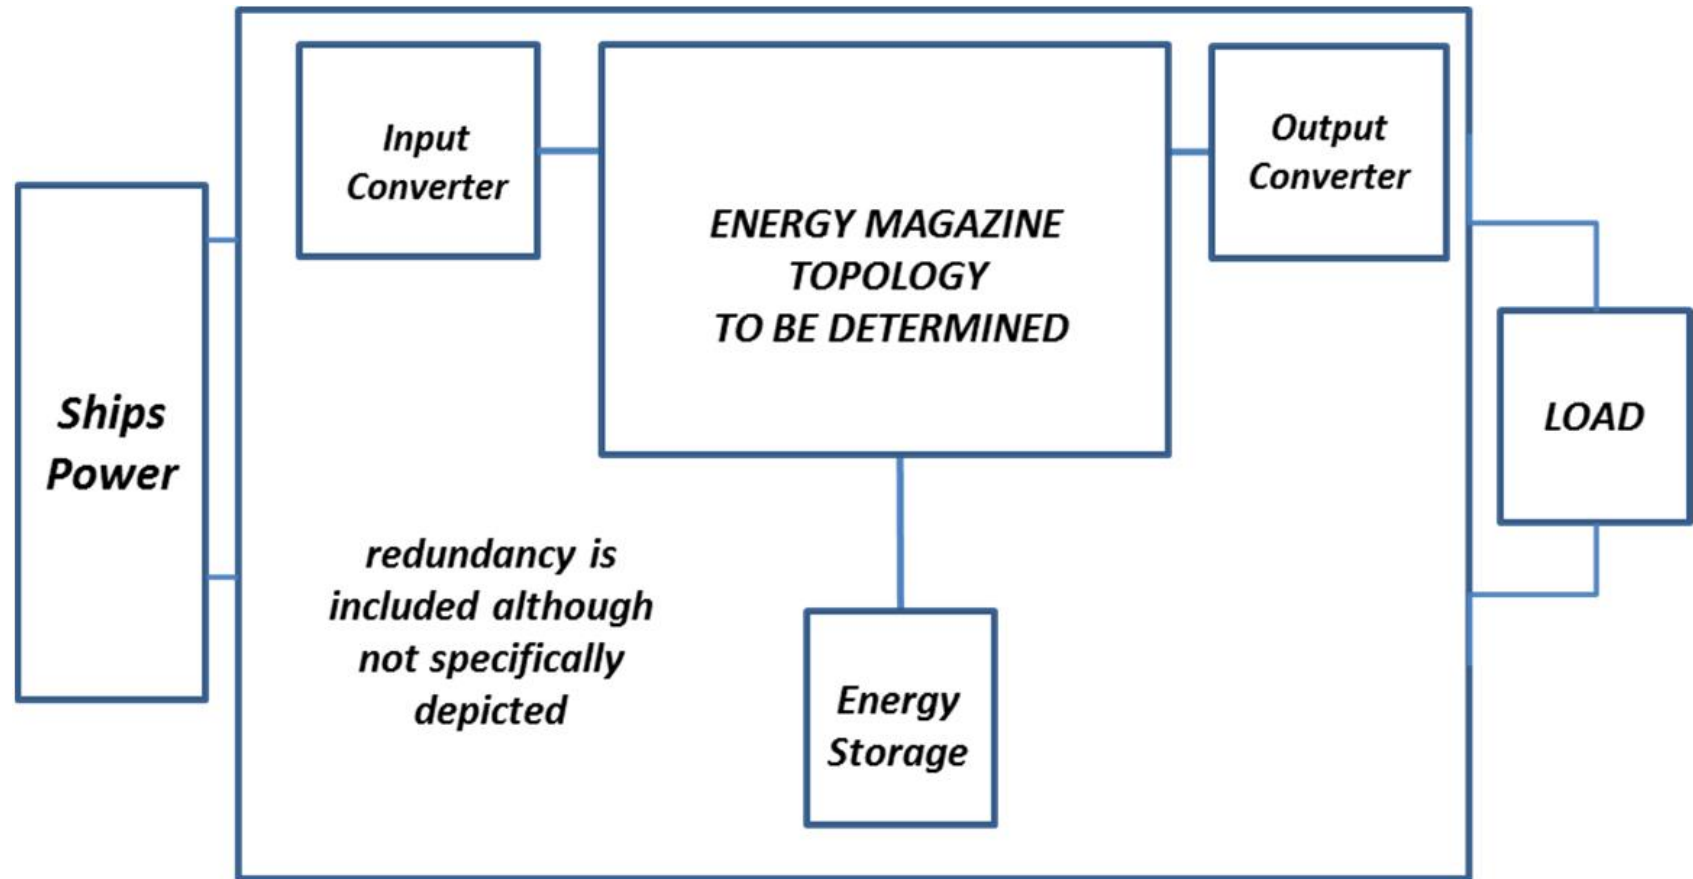 Ships
Power
Input
Converter
ENERGY MAGAZINE
TOPOLOGY
TO BE DETERMINED
Output
Converter
LOAD
redundancy is
included although
not specifically
depicted
Energy
Storage